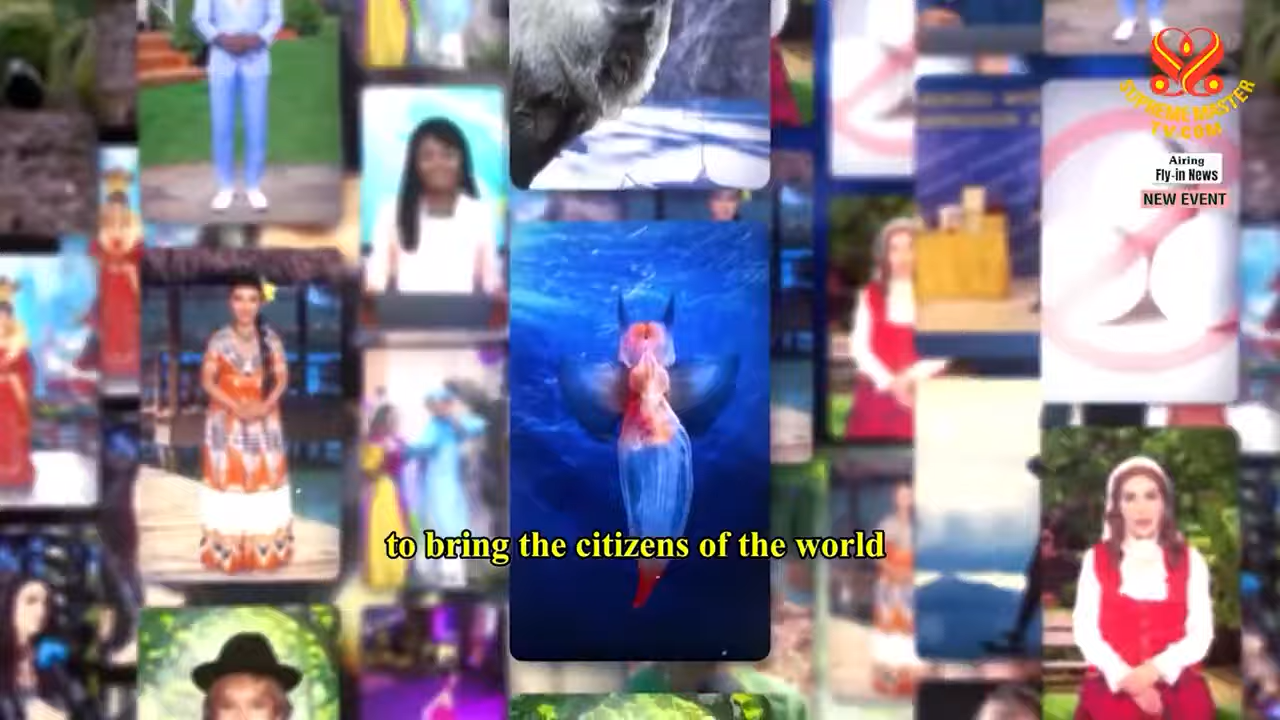 SUPREME MASTER
TV.COM
Airing
Fly-in News
NEW EVENT
to bring the citizens of the world